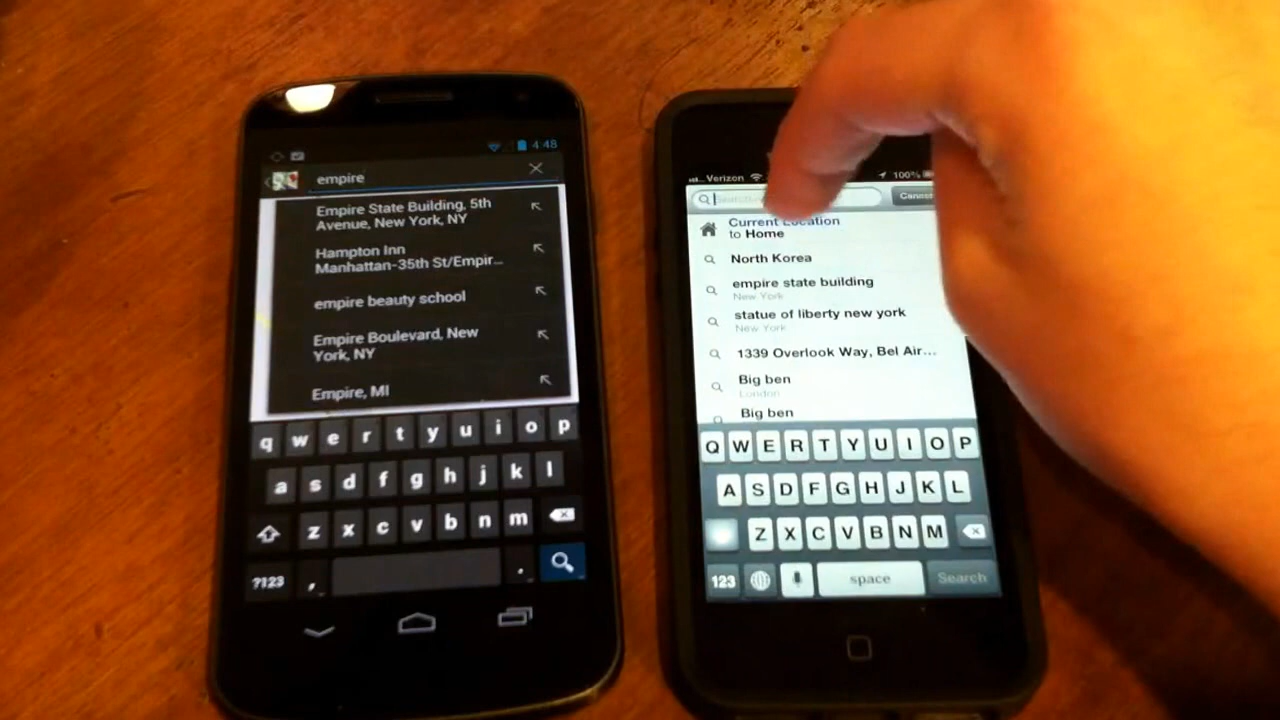 4:48
empire
Empire State Building, 5th
Avenue, New York, NY
Hampton Inn
Manhattan-35th St/Empir...
empire beauty school
Empire Boulevard, New
York, NY
Empire, MI
q w e r t y u i o p
a s d f g h j k l
z x c v b n m
?123 , .
Verizon 100%
Cancel
Current Location
to Home
North Korea
empire state building
New York
statue of liberty new york
New York
1339 Overlook Way, Bel Air...
Big ben
London
Big ben
Q W E R T Y U I O P
A S D F G H J K L
Z X C V B N M
123 space Search